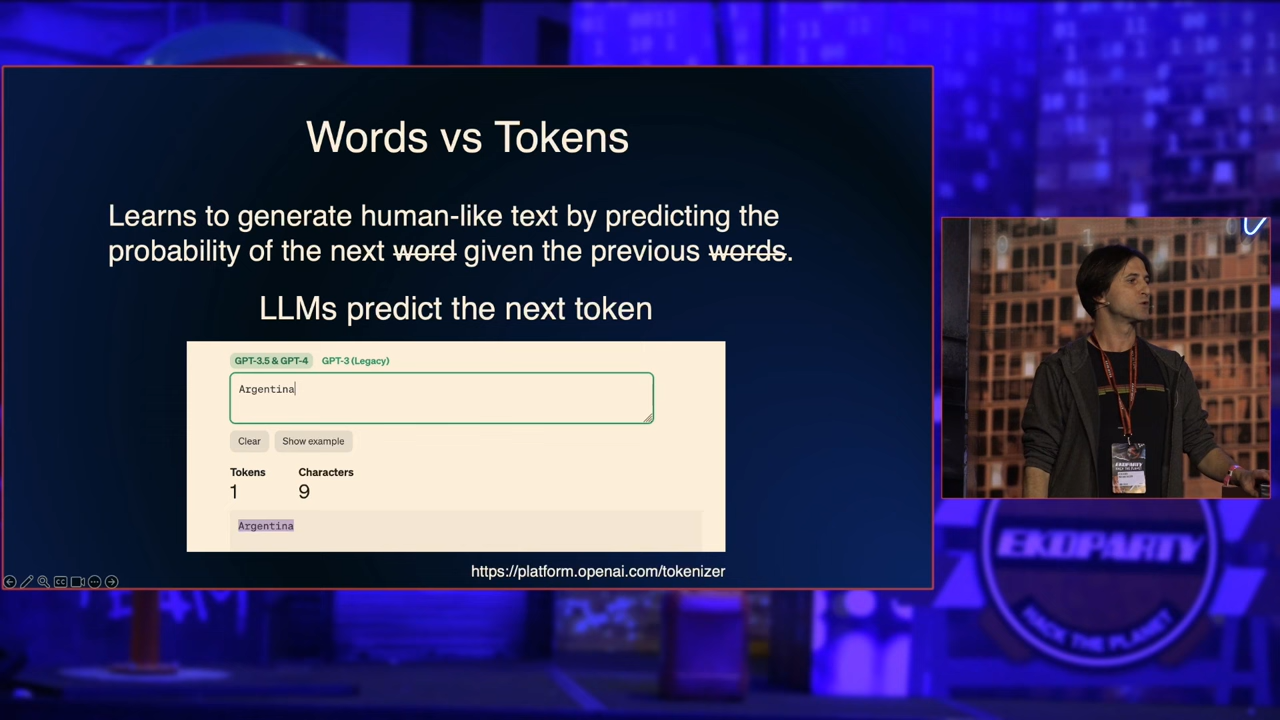 Words vs Tokens
Learns to generate human-like text by predicting the
probability of the next word given the previous words.
LLMs predict the next token
GPT-3.5 & GPT-4 GPT-3 (Legacy)
Argentina
Clear Show example
Tokens Characters
1 9
Argentina
https://platform.openai.com/tokenizer
EKOPARTY
EKOPARTY
HACK THE PLANET